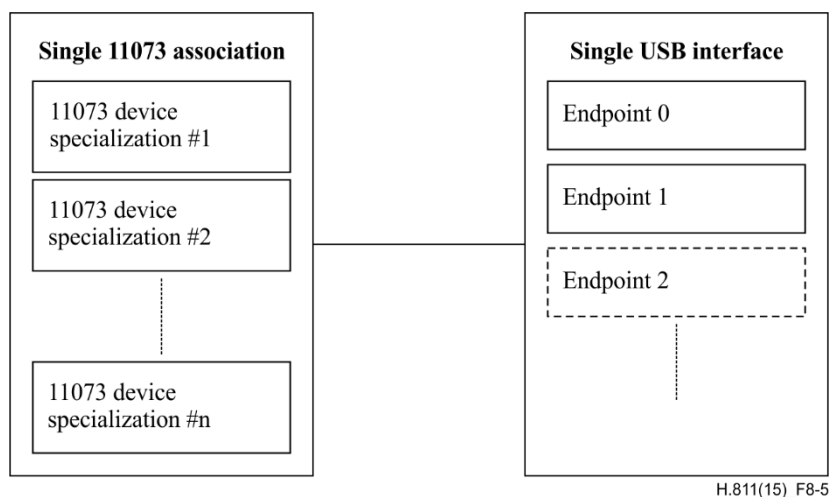 Single 11073 association
11073 device
specialization #1
11073 device
specialization #2
11073 device
specialization #n
Single USB interface
Endpoint 0
Endpoint 1
Endpoint 2
H.811(15)_F8-5